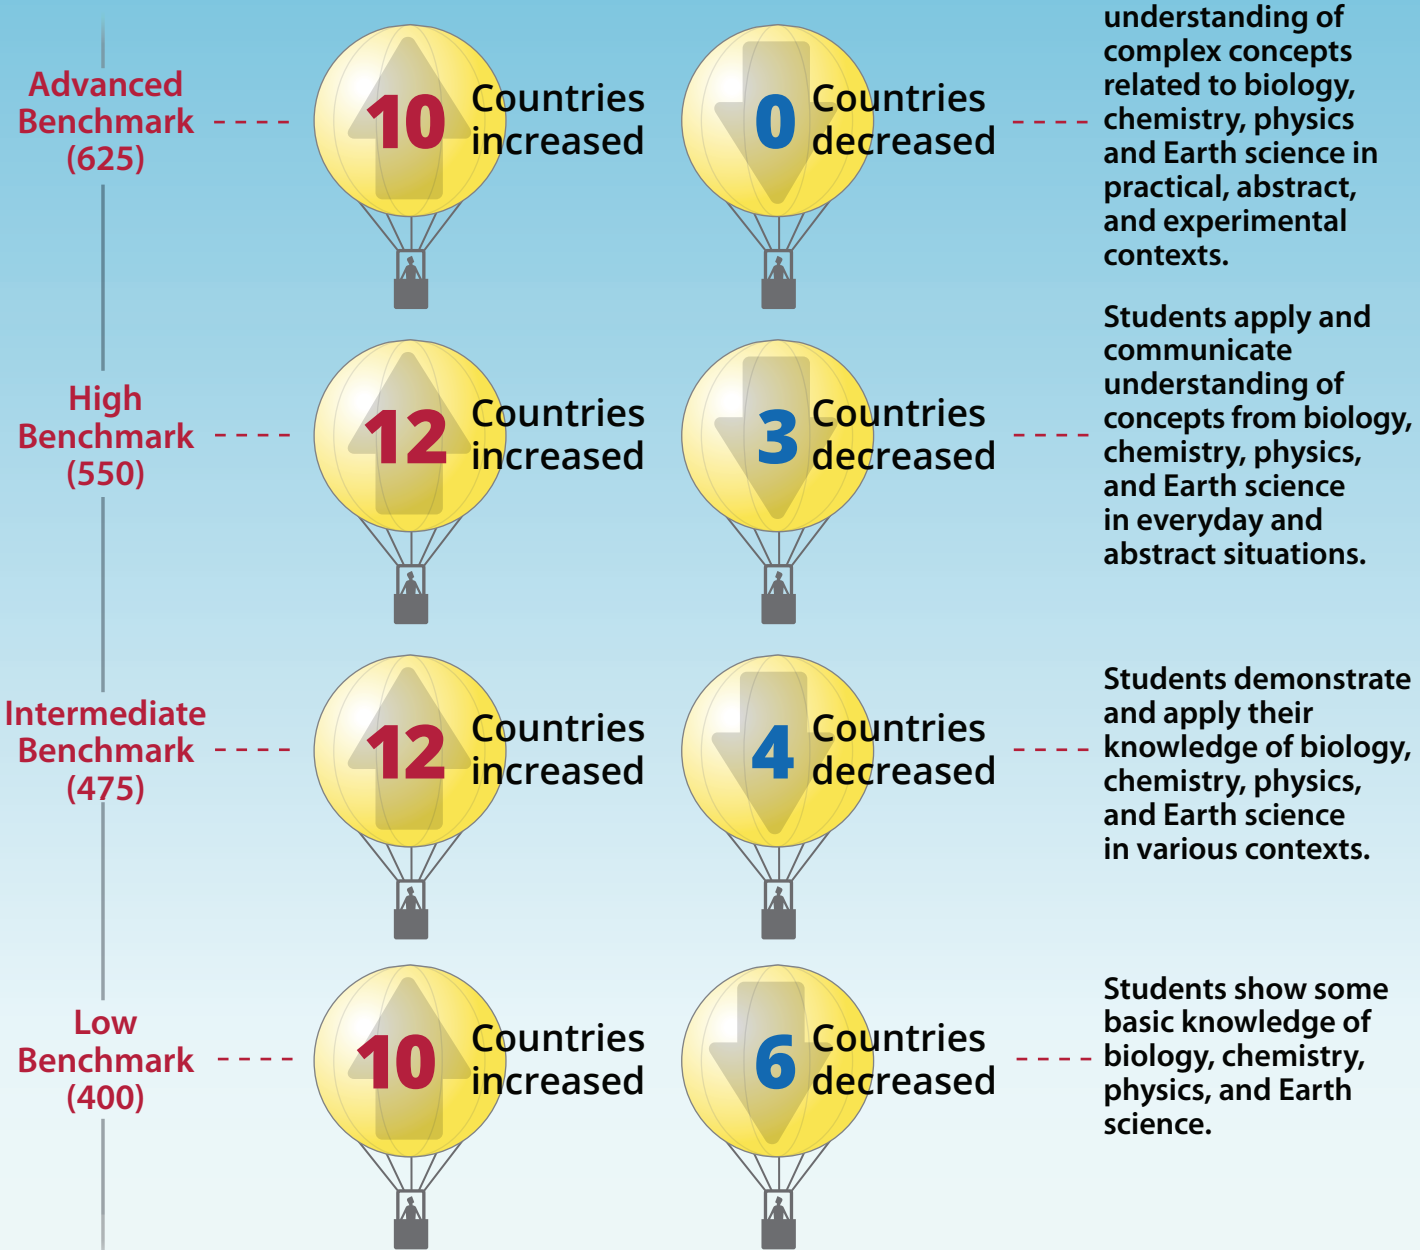 Advanced
Benchmark
(625)
10
Countries
increased
0
Countries
decreased
understanding of
complex concepts
related to biology,
chemistry, physics
and Earth science in
practical, abstract,
and experimental
contexts.
High
Benchmark
(550)
12
Countries
increased
3
Countries
decreased
Students apply and
communicate
understanding of
concepts from biology,
chemistry, physics,
and Earth science
in everyday and
abstract situations.
Intermediate
Benchmark
(475)
12
Countries
increased
4
Countries
decreased
Students demonstrate
and apply their
knowledge of biology,
chemistry, physics,
and Earth science
in various contexts.
Low
Benchmark
(400)
10
Countries
increased
6
Countries
decreased
Students show some
basic knowledge of
biology, chemistry,
physics, and Earth
science.